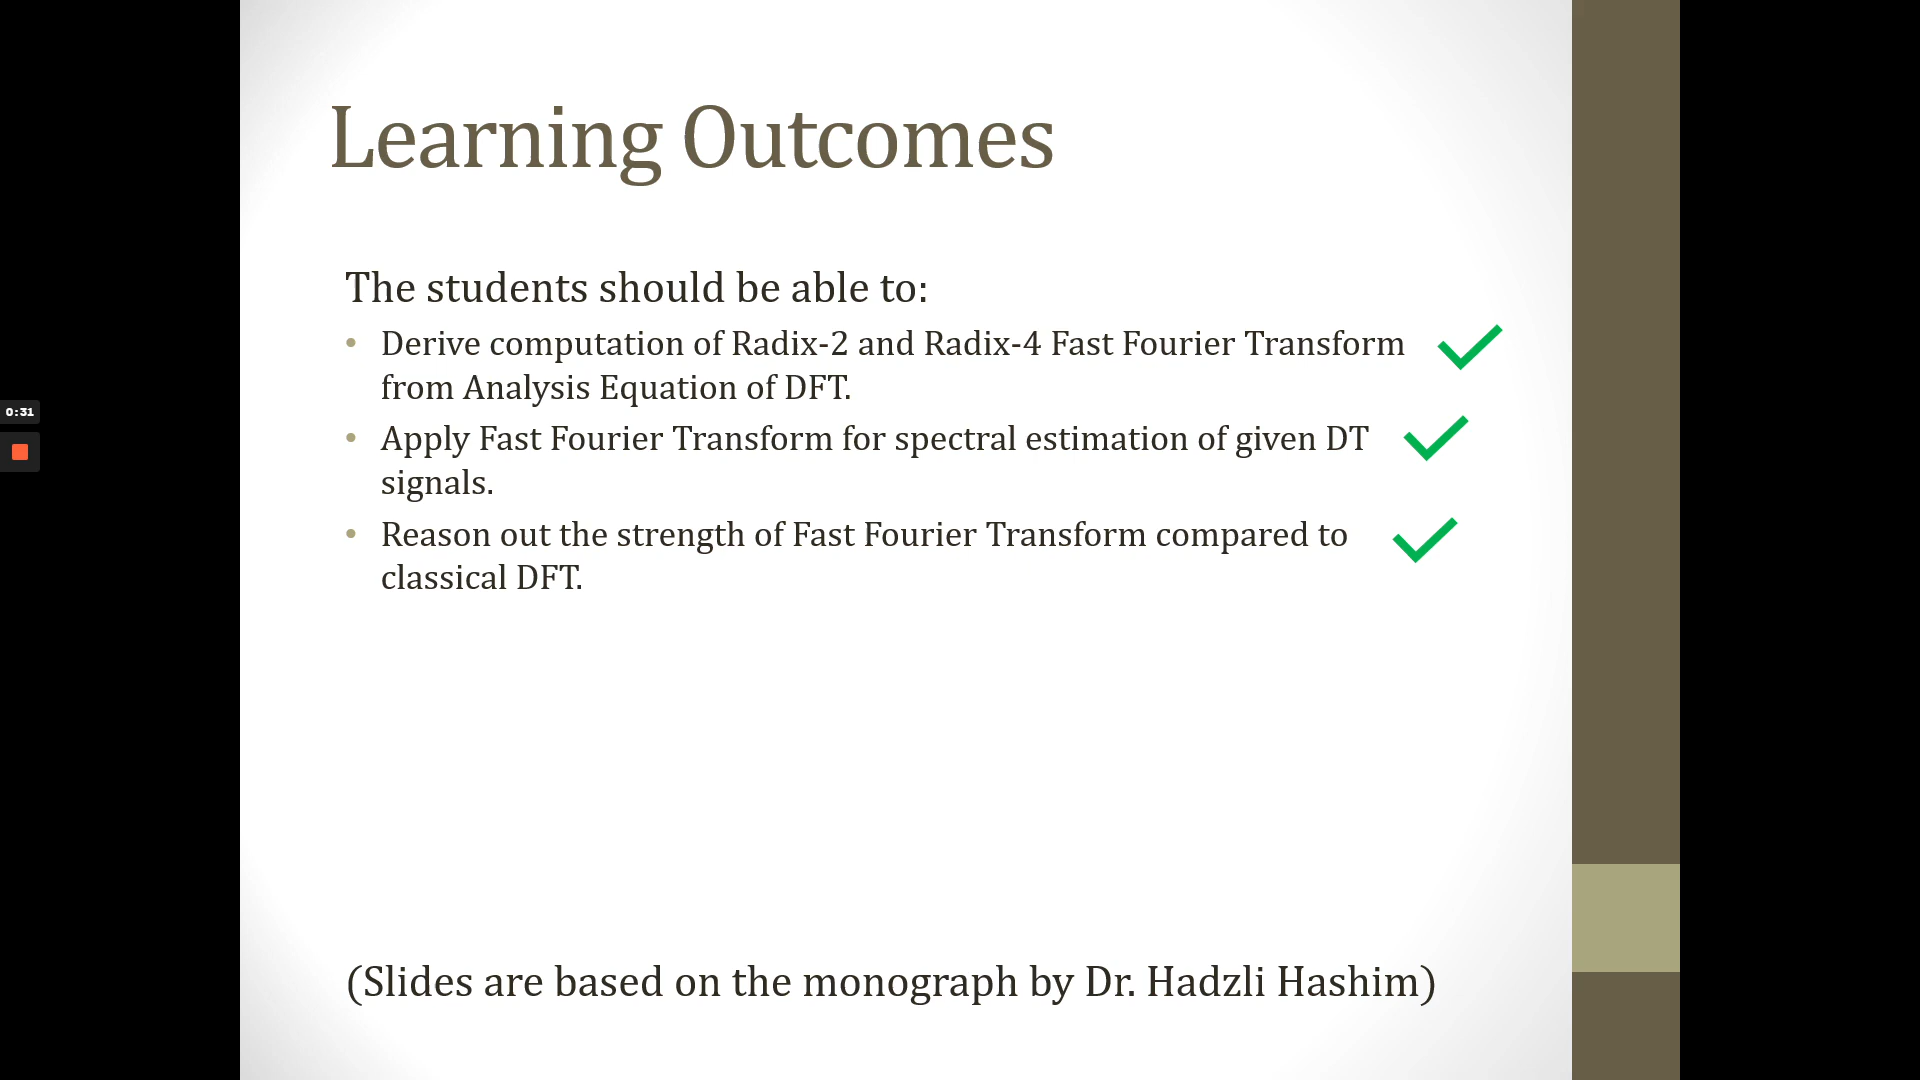 Learning Outcomes
The students should be able to:
• Derive computation of Radix-2 and Radix-4 Fast Fourier Transform
from Analysis Equation of DFT.
• Apply Fast Fourier Transform for spectral estimation of given DT
signals.
• Reason out the strength of Fast Fourier Transform compared to
classical DFT.
0:31
(Slides are based on the monograph by Dr. Hadzli Hashim)